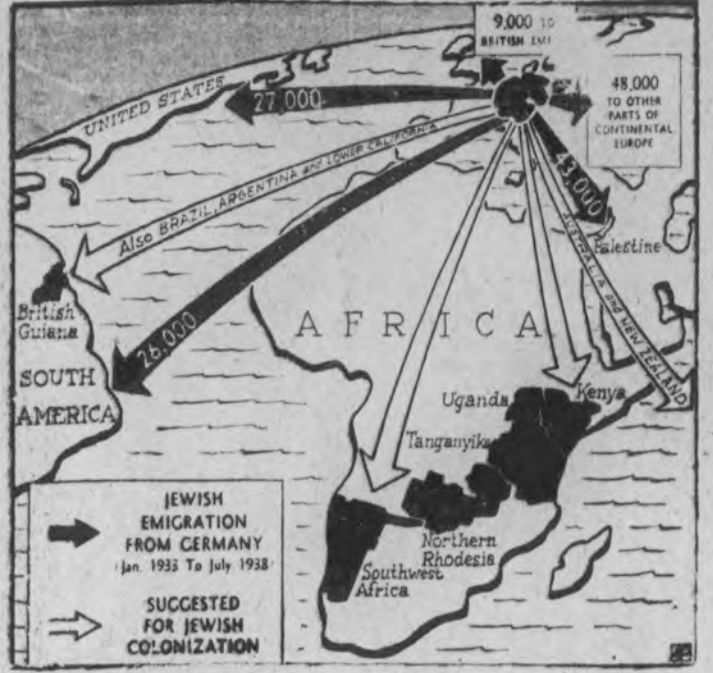 9,000 TO
BRITISH EM
48,000
TO OTHER
PARTS OF
CONTINENTAL
EUROPE
UNITED STATES
27,000
Also BRAZIL, ARGENTINA and LOWER CALIFORNIA
43,000
Palestine
AUSTRALIA and NEW ZEALAND
British
Guiana
26,000
AFRICA
SOUTH
AMERICA
Uganda
Kenya
Tanganyika
Northern
Rhodesia
Southwest
Africa
JEWISH
EMIGRATION
FROM GERMANY
(Jan. 1933 To July 1938)
SUGGESTED
FOR JEWISH
COLONIZATION